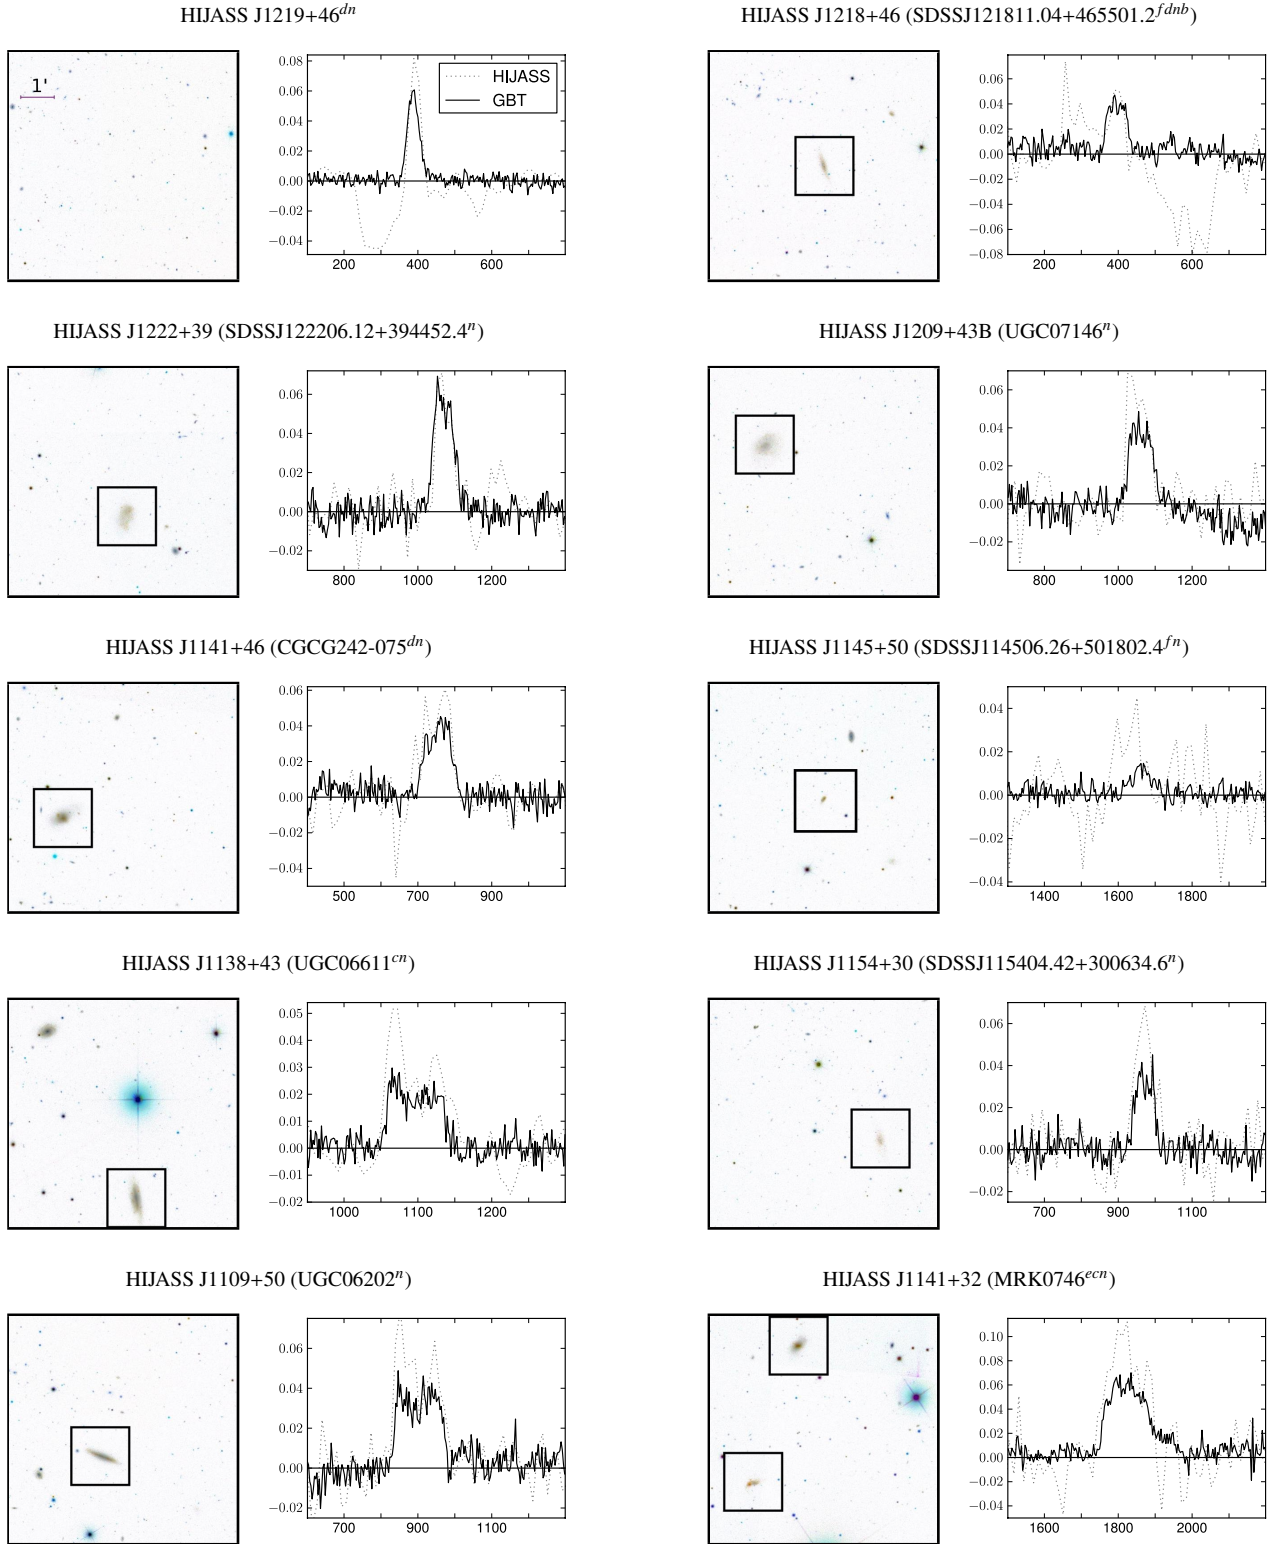 HIJASS J1219+46dn
HIJASS J1218+46 (SDSSJ121811.04+465501.2fdnb)
1'
0.08
0.06
0.04
0.02
0.00
−0.02
−0.04
200 400 600
HIJASS
GBT
0.06
0.04
0.02
0.00
−0.02
−0.04
−0.06
−0.08
200 400 600
HIJASS J1222+39 (SDSSJ122206.12+394452.4n)
HIJASS J1209+43B (UGC07146n)
0.06
0.04
0.02
0.00
−0.02
800 1000 1200
0.06
0.04
0.02
0.00
−0.02
800 1000 1200
HIJASS J1141+46 (CGCG242-075dn)
HIJASS J1145+50 (SDSSJ114506.26+501802.4fn)
0.06
0.04
0.02
0.00
−0.02
−0.04
500 700 900
0.04
0.02
0.00
−0.02
−0.04
1400 1600 1800
HIJASS J1138+43 (UGC06611cn)
HIJASS J1154+30 (SDSSJ115404.42+300634.6n)
0.05
0.04
0.03
0.02
0.01
0.00
−0.01
−0.02
1000 1100 1200
0.06
0.04
0.02
0.00
−0.02
700 900 1100
HIJASS J1109+50 (UGC06202n)
HIJASS J1141+32 (MRK0746ecn)
0.06
0.04
0.02
0.00
−0.02
700 900 1100
0.10
0.08
0.06
0.04
0.02
0.00
−0.02
−0.04
1600 1800 2000